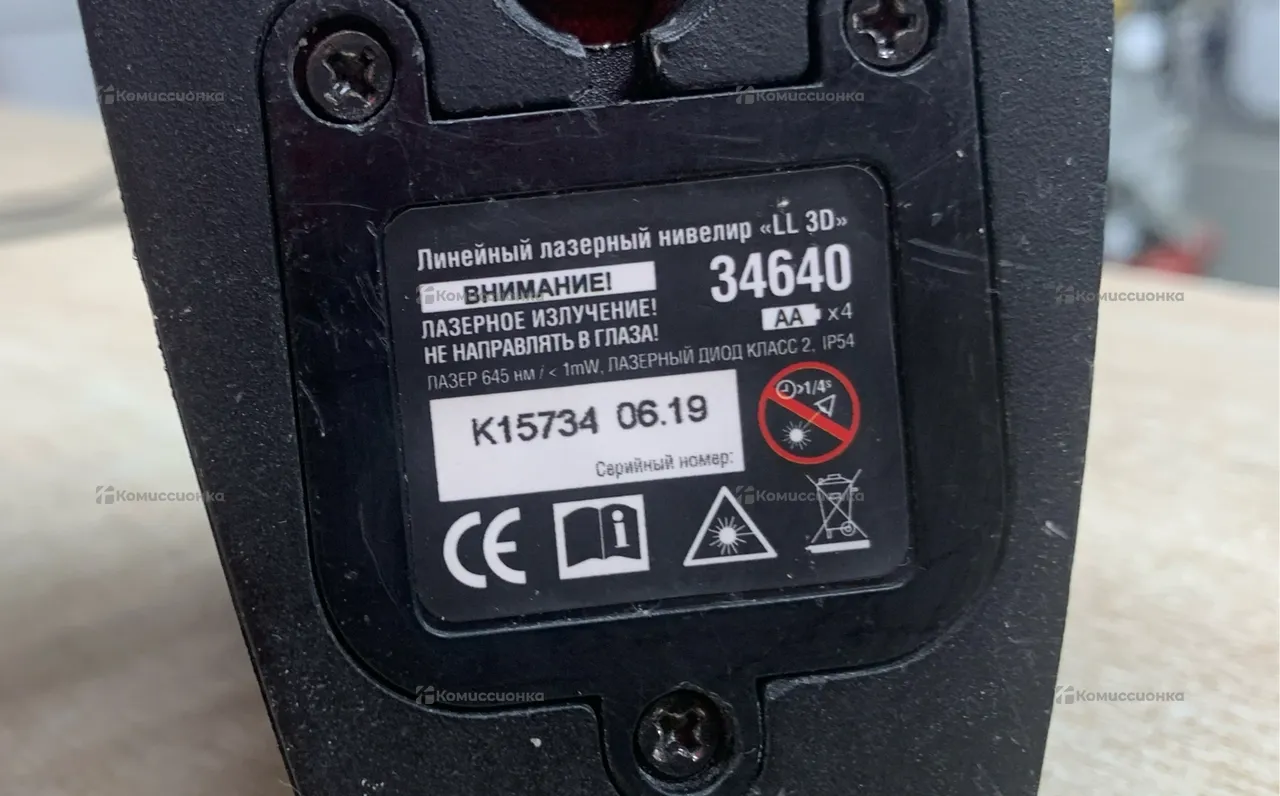 Линейный лазерный нивелир «LL 3D»
ВНИМАНИЕ!
34640
ЛАЗЕРНОЕ ИЗЛУЧЕНИЕ!
AA x4
НЕ НАПРАВЛЯТЬ В ГЛАЗА!
ЛАЗЕР 645 нм / < 1mW, ЛАЗЕРНЫЙ ДИОД КЛАСС 2, IP54
>1/4s
K15734 06.19
Серийный номер:
CE
i
Комиссионка
Комиссионка
Комиссионка
Комиссионка
Комиссионка
Комиссионка
Комиссионка
Комиссионка